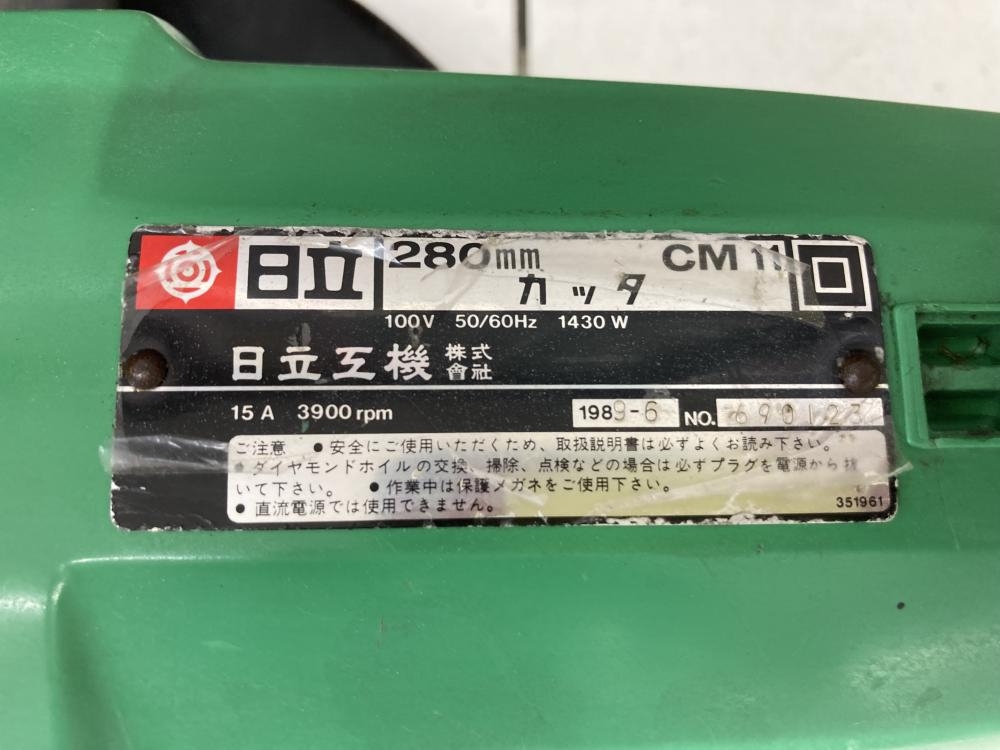 日立
280mm CM 11
カッタ
100V 50/60Hz 1430 W
日立工機 株式會社
15 A 3900 rpm 1989-6 NO. 690123
ご注意 ●安全にご使用いただくため、取扱説明書は必ずよくお読み下さい。
●ダイヤモンドホイルの交換、掃除、点検などの場合は必ずプラグを電源から抜
いて下さい。 ●作業中は保護メガネをご使用下さい。
●直流電源では使用できません。
351961